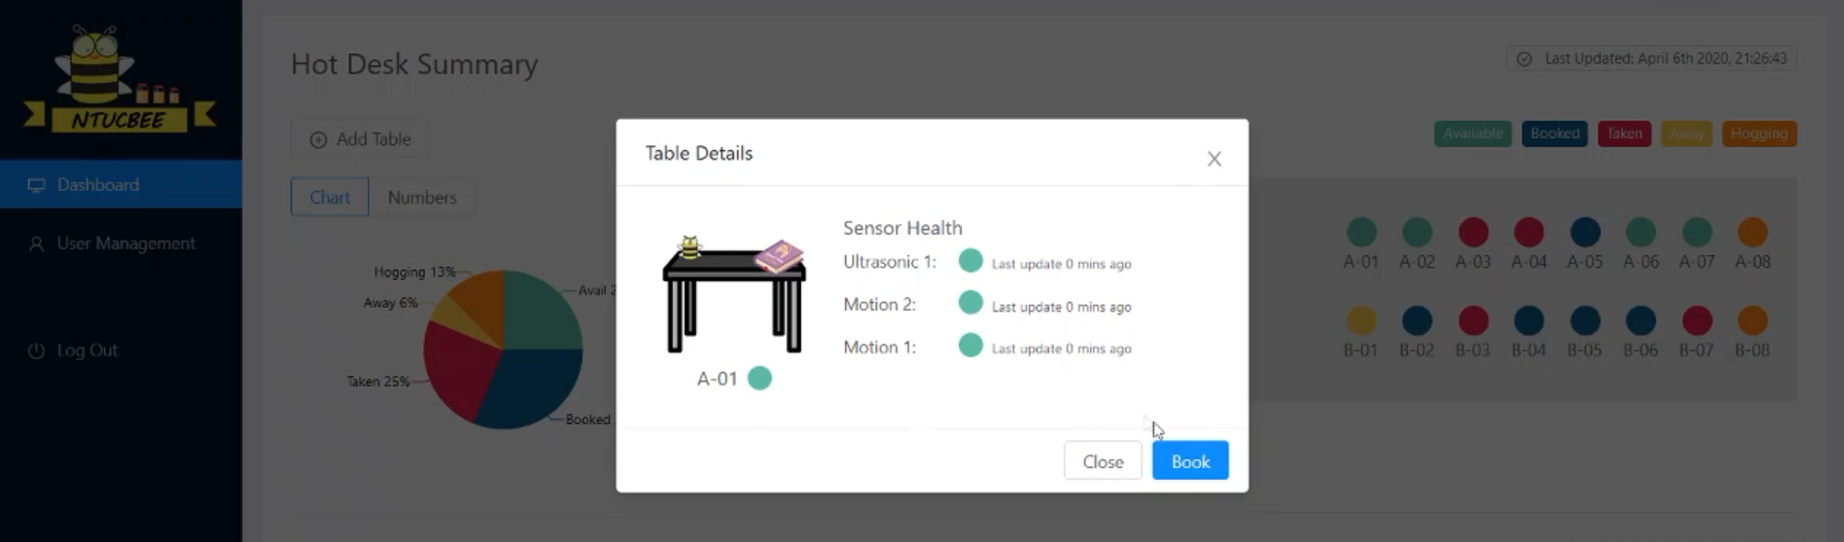 NTUCBEE
Dashboard
User Management
Log Out
Hot Desk Summary
Last Updated: April 6th 2020, 21:26:43
Add Table
Chart
Numbers
Available
Booked
Taken
Away
Hogging
Hogging 13%
Away 6%
Taken 25%
Avail
Booked
A-01
A-02
A-03
A-04
A-05
A-06
A-07
A-08
B-01
B-02
B-03
B-04
B-05
B-06
B-07
B-08
Table Details
Sensor Health
Ultrasonic 1:
Last update 0 mins ago
Motion 2:
Last update 0 mins ago
Motion 1:
Last update 0 mins ago
A-01
Close
Book